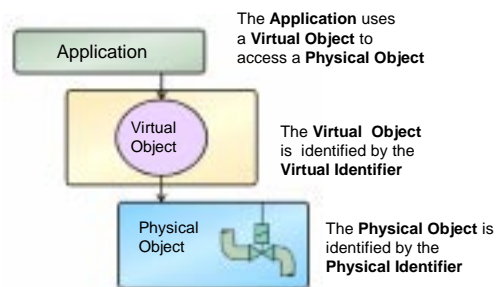 The Application uses
a Virtual Object to
access a Physical Object
Application
Virtual
Object
The Virtual Object
is identified by the
Virtual Identifier
Physical
Object
The Physical Object is
identified by the
Physical Identifier